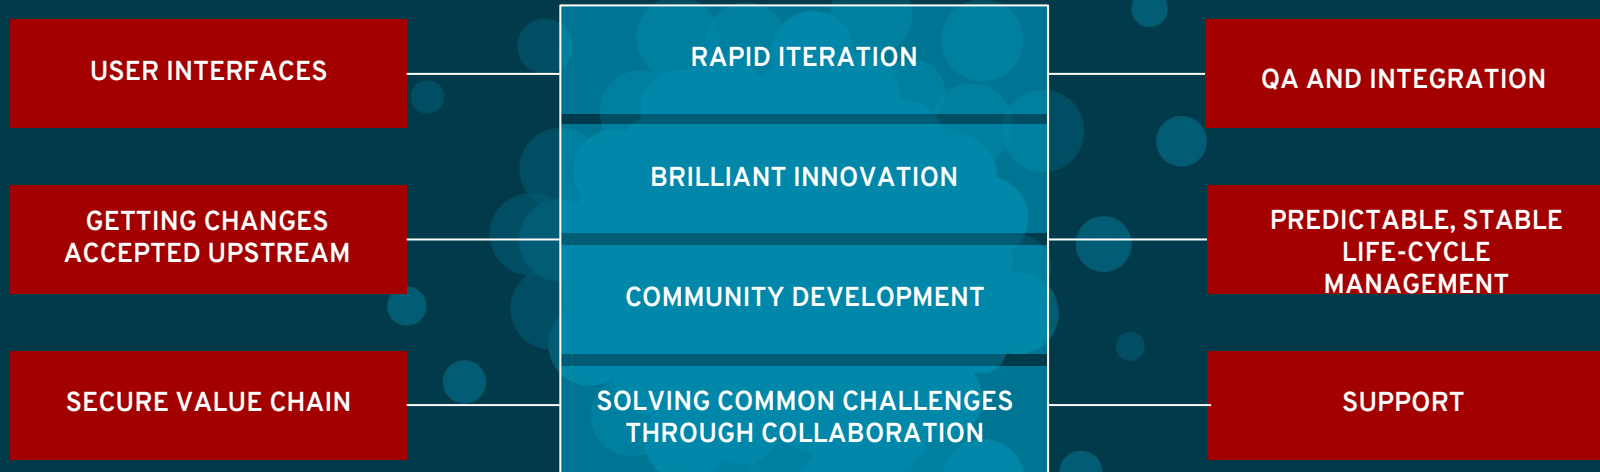 USER INTERFACES
GETTING CHANGES
ACCEPTED UPSTREAM
SECURE VALUE CHAIN
RAPID ITERATION
BRILLIANT INNOVATION
COMMUNITY DEVELOPMENT
SOLVING COMMON CHALLENGES
THROUGH COLLABORATION
QA AND INTEGRATION
PREDICTABLE, STABLE
LIFE-CYCLE
MANAGEMENT
SUPPORT